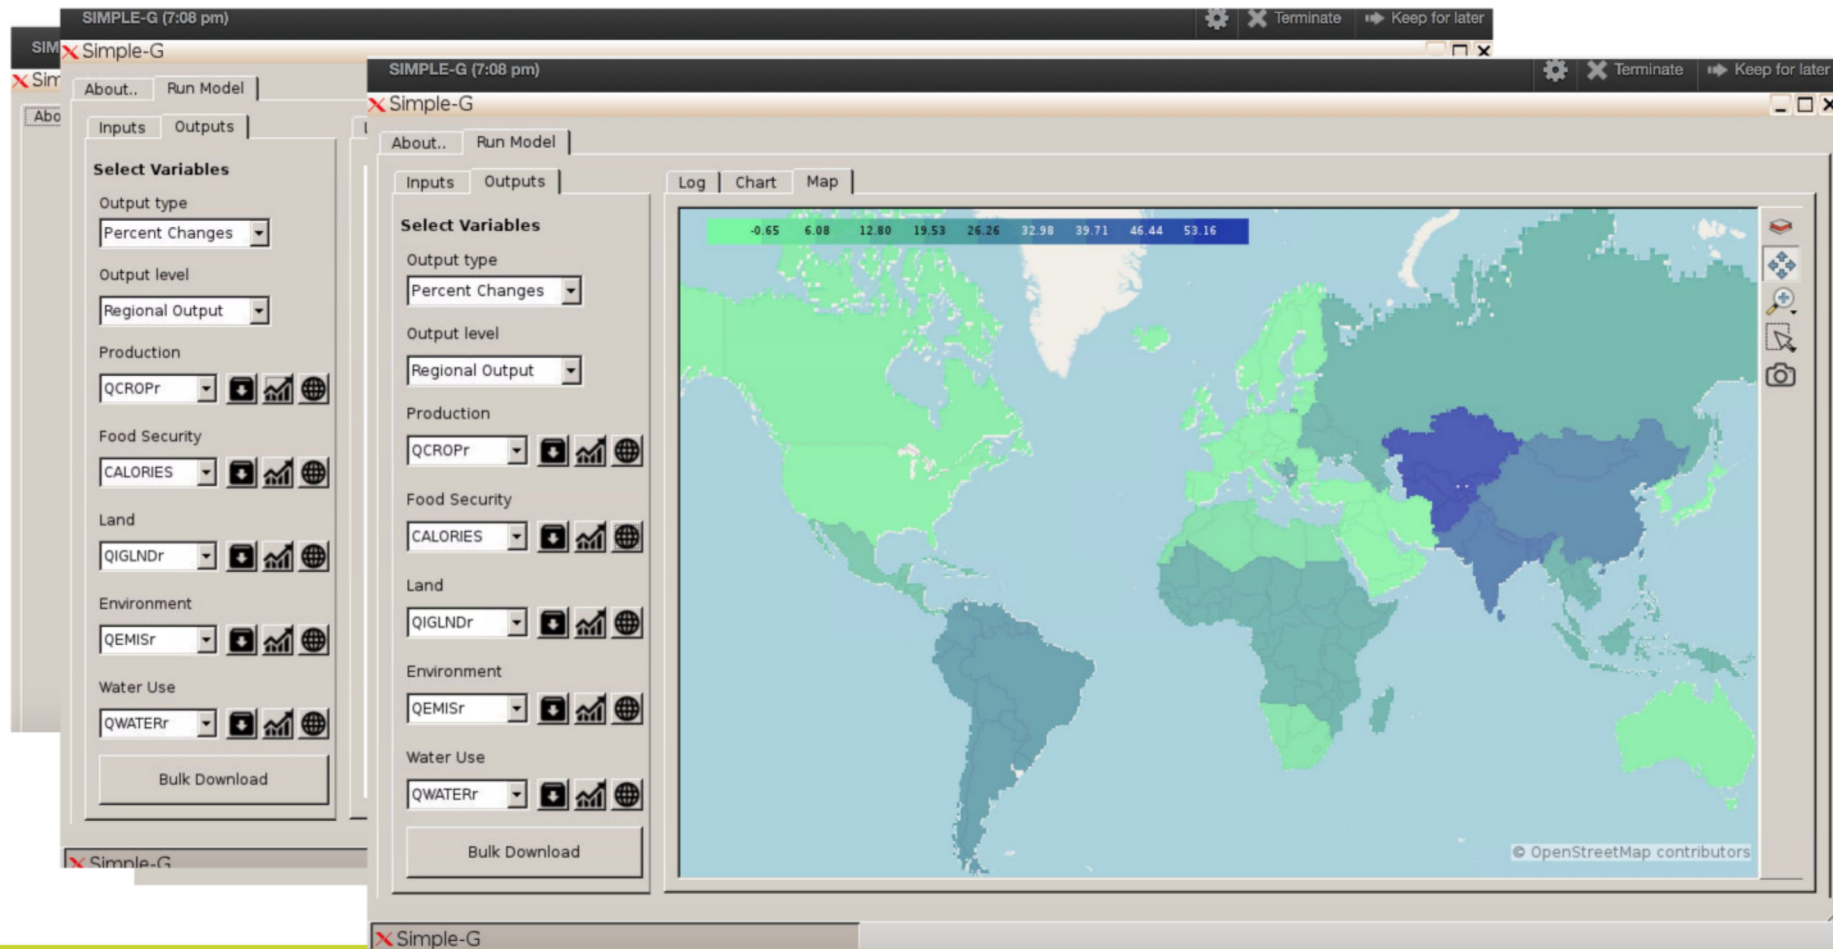 SIMPLE-G (7:08 pm)
Terminate
Keep for later
SIM
Simple-G
Sim
About..
Run Model
Abo
Inputs
Outputs
Select Variables
Output type
Percent Changes
Output level
Regional Output
Production
QCROPr
Food Security
CALORIES
Land
QIGLNDr
Environment
QEMISr
Water Use
QWATERr
Bulk Download
Simple-G
SIMPLE-G (7:08 pm)
Terminate
Keep for later
Simple-G
About..
Run Model
Inputs
Outputs
Log
Chart
Map
Select Variables
Output type
Percent Changes
Output level
Regional Output
Production
QCROPr
Food Security
CALORIES
Land
QIGLNDr
Environment
QEMISr
Water Use
QWATERr
Bulk Download
-0.65 6.08 12.80 19.53 26.26 32.98 39.71 46.44 53.16
© OpenStreetMap contributors
Simple-G